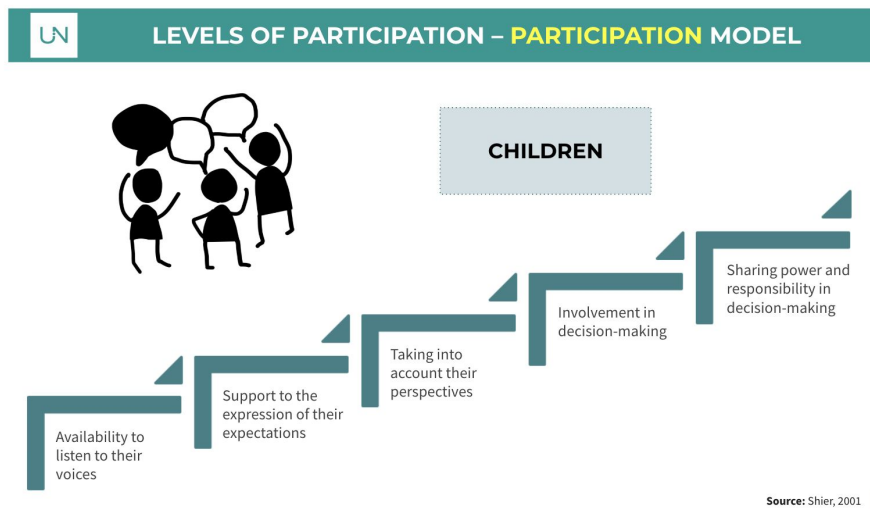 UN
LEVELS OF PARTICIPATION – PARTICIPATION MODEL
CHILDREN
Availability to
listen to their
voices
Support to the
expression of their
expectations
Taking into
account their
perspectives
Involvement in
decision-making
Sharing power and
responsibility in
decision-making
Source: Shier, 2001